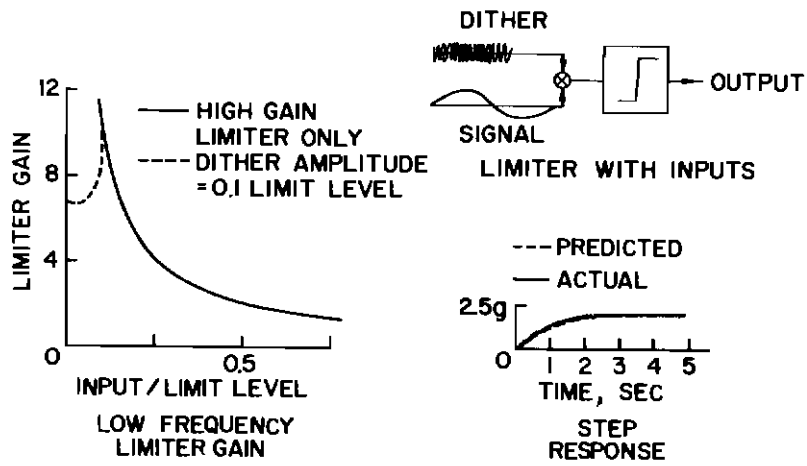 12
8
4
0
0.5
LIMITER GAIN
HIGH GAIN
LIMITER ONLY
DITHER AMPLITUDE
=0.1 LIMIT LEVEL
INPUT/LIMIT LEVEL
LOW FREQUENCY
LIMITER GAIN
DITHER
SIGNAL
OUTPUT
LIMITER WITH INPUTS
PREDICTED
ACTUAL
2.5g
0 1 2 3 4 5
TIME, SEC
STEP
RESPONSE